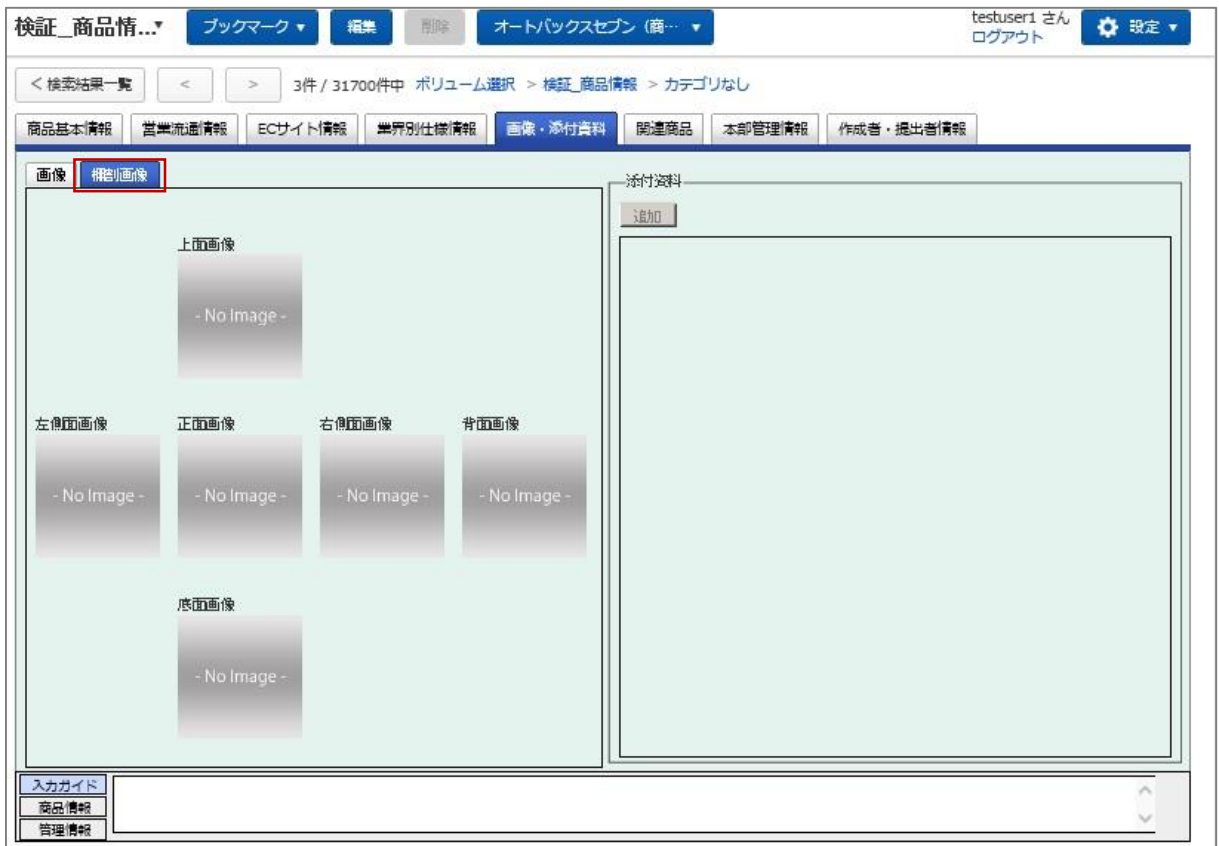 検証_商品情...▼ ブックマーク ▼ 編集 削除 オートバックスセブン（商… ▼ testuser1 さん
ログアウト 設定 ▼
< 検索結果一覧 < > 3件 / 31700件中 ボリューム選択 > 検証_商品情報 > カテゴリなし
商品基本情報 営業流通情報 ECサイト情報 業界別仕様情報 画像・添付資料 関連商品 本部管理情報 作成者・提出者情報
画像 棚割画像
添付資料
追加
上面画像
- No Image -
左側面画像 正面画像 右側面画像 背面画像
- No Image - - No Image - - No Image - - No Image -
底面画像
- No Image -
入力ガイド
商品情報
管理情報